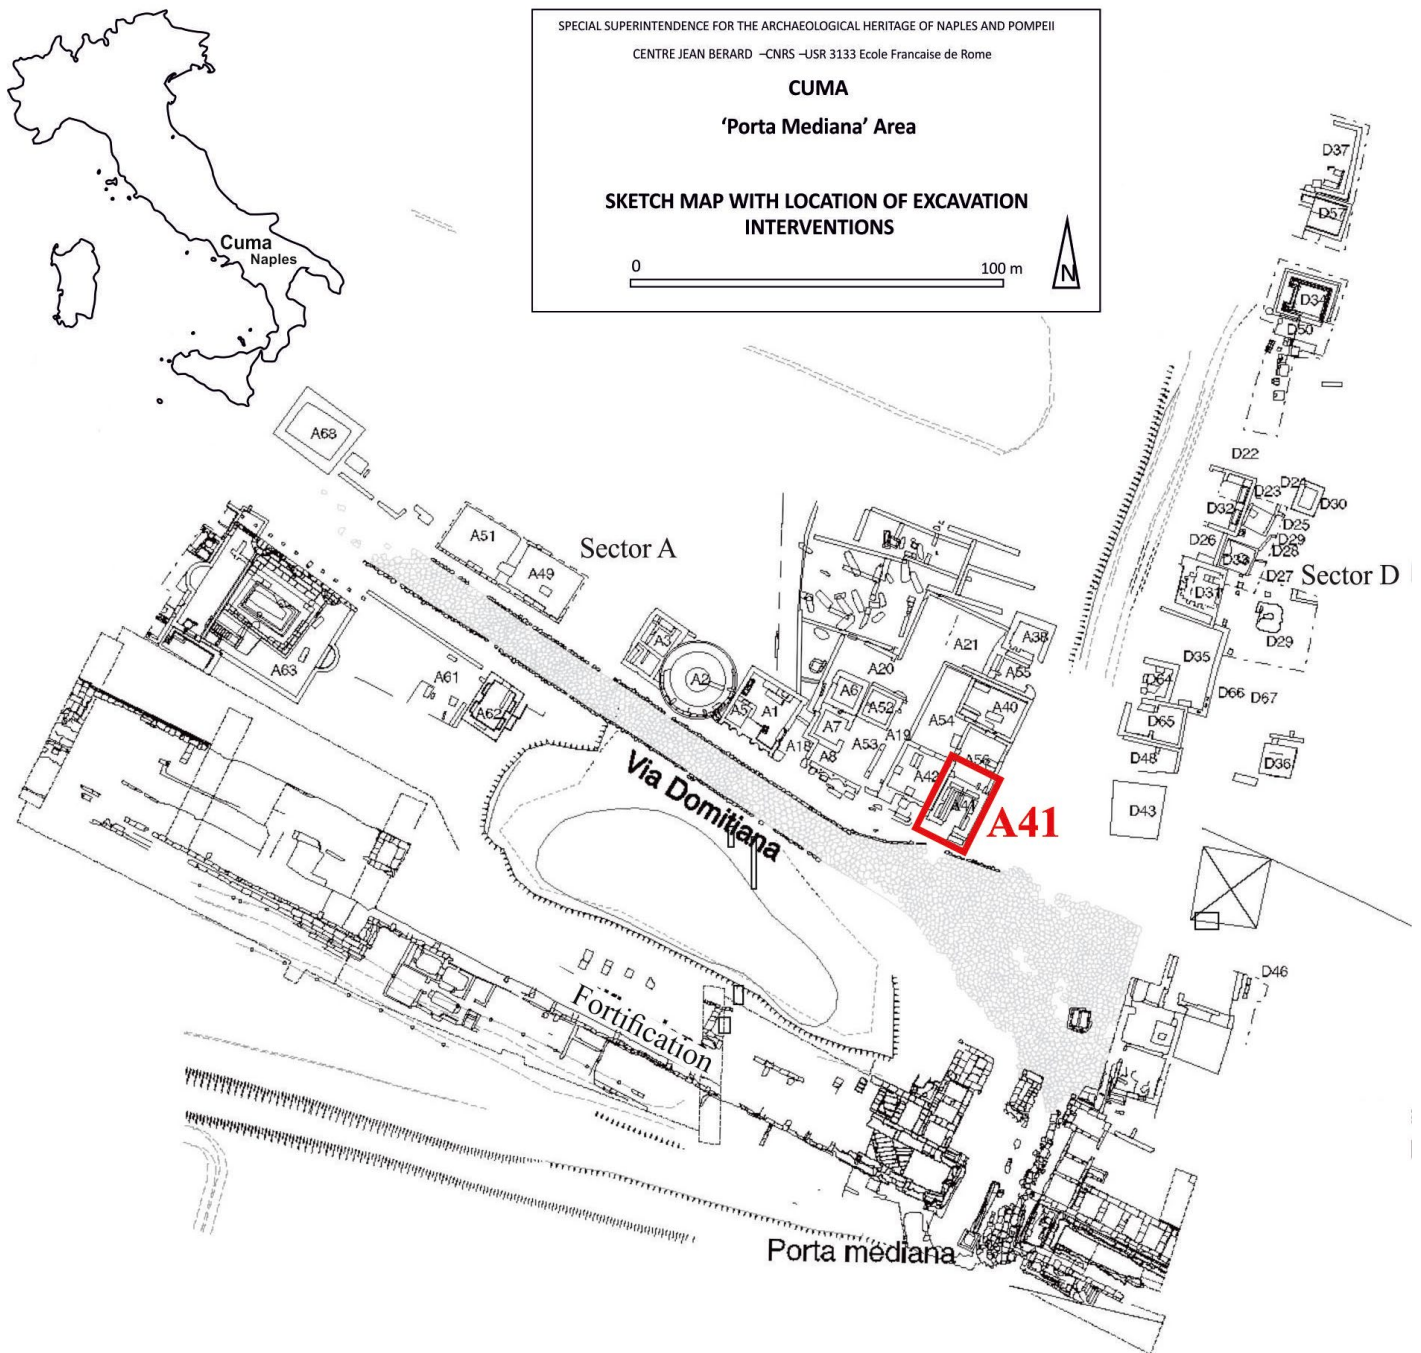 SPECIAL SUPERINTENDENCE FOR THE ARCHAEOLOGICAL HERITAGE OF NAPLES AND POMPEII
CENTRE JEAN BERARD –CNRS –USR 3133 Ecole Francaise de Rome
CUMA
‘Porta Mediana’ Area
SKETCH MAP WITH LOCATION OF EXCAVATION
INTERVENTIONS
0
100 m
N
Cuma
Naples
D37
D57
D34
D50
A63
A51
A49
Sector A
D22
D24
D23
D30
D32
D25
D26
D29
D28
D33
D27
Sector D
D31
D29
A3
A2
A5
A1
A18
A63
A61
A62
A6
A7
A8
A20
A52
A53
A19
A21
A38
A55
A54
A40
A56
A42
A41
A41
D35
D64
D66
D67
D65
D48
D36
D43
D46
Via Domitiana
Fortification
Porta mediana